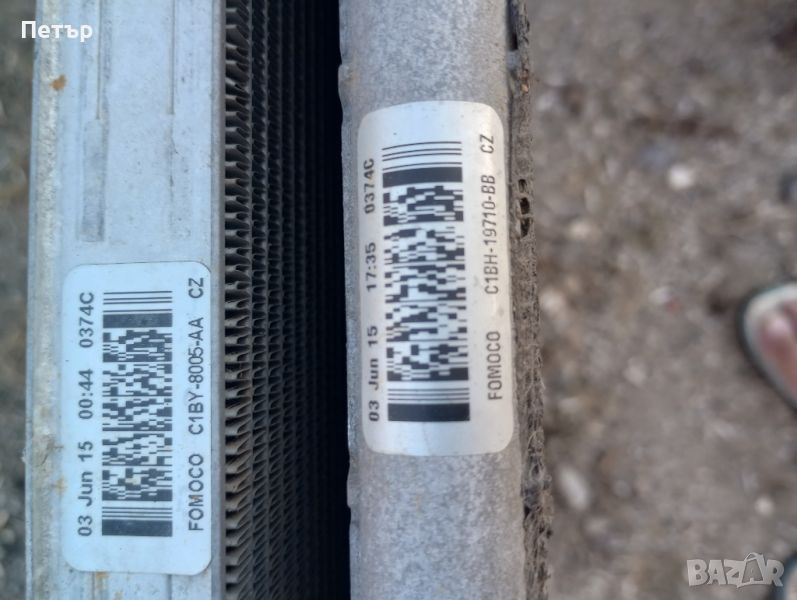 Петър
03 Jun 15 00:44 0374C
FOMOCO C1BY-8005-AA CZ
03 Jun 15 17:35 0374C
FOMOCO C1BH-19710-BB CZ
BAZAR